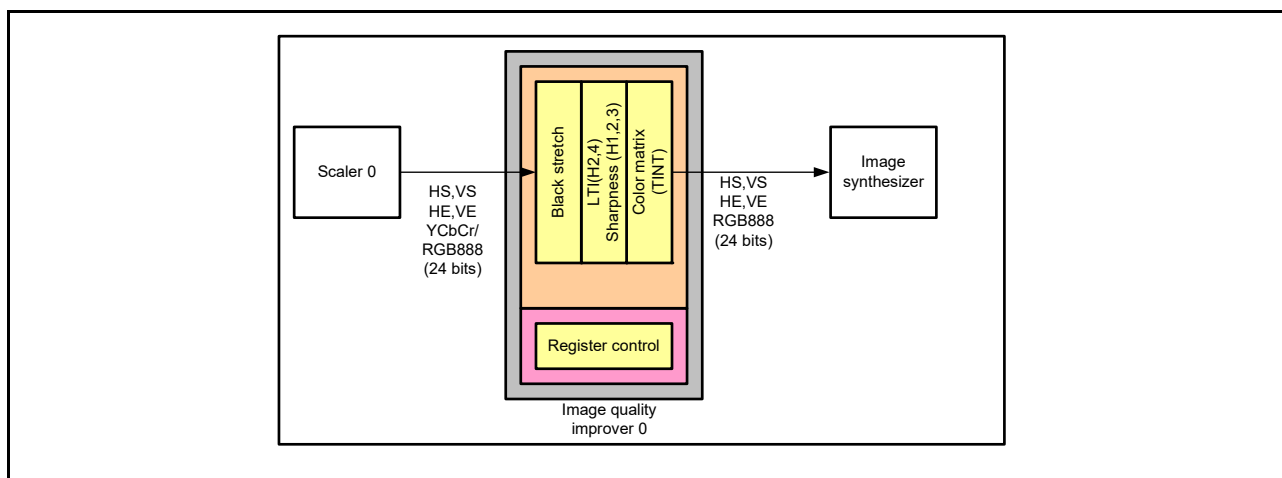 Scaler 0
HS,VS
HE,VE
YCbCr/
RGB888
(24 bits)
Black stretch
LTI(H2,4)
Sharpness (H1,2,3)
Color matrix
(TINT)
Register control
Image quality
improver 0
HS,VS
HE,VE
RGB888
(24 bits)
Image
synthesizer